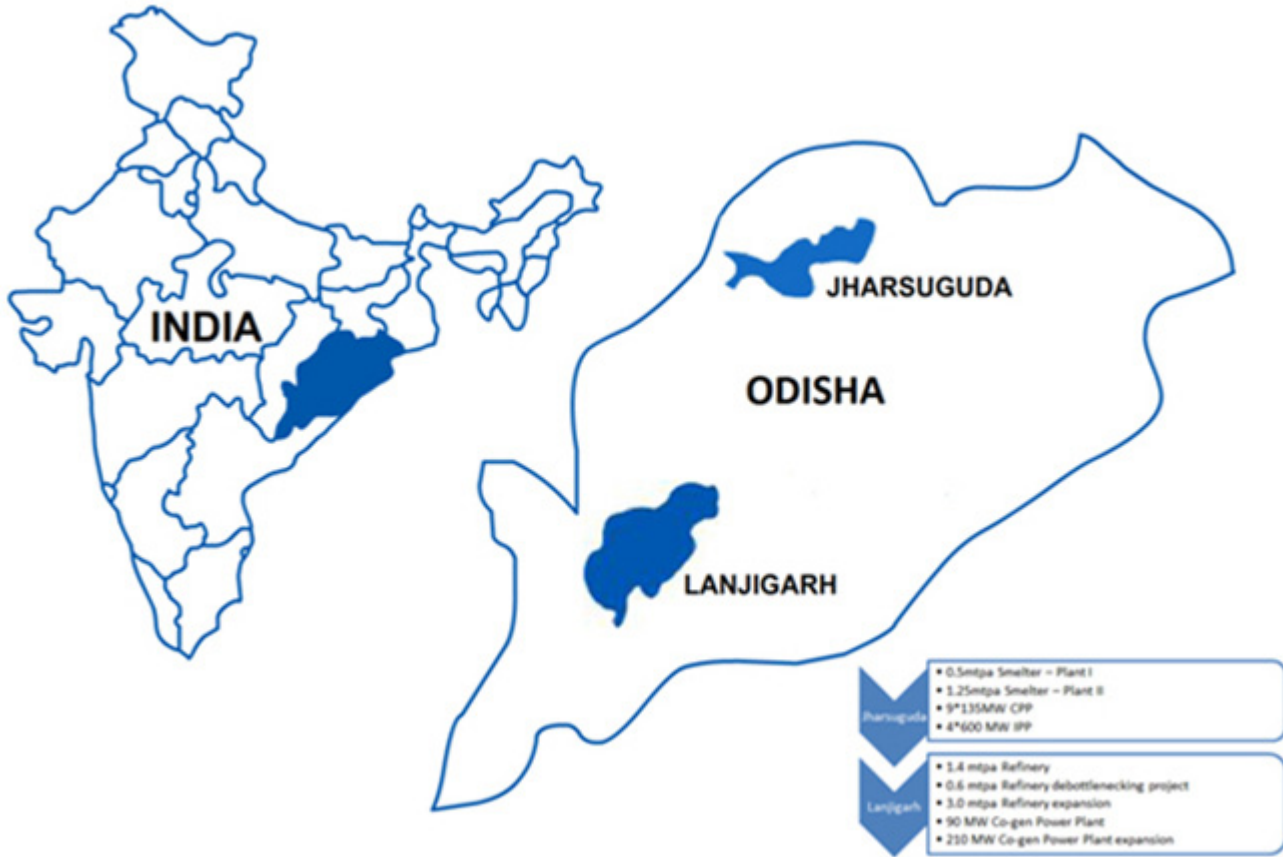 INDIA
JHARSUGUDA
ODISHA
LANJIGARH
Jharsuguda
• 0.5mtpa Smelter – Plant I
• 1.25mtpa Smelter – Plant II
• 9*135MW CPP
• 4*600 MW IPP
Lanjigarh
• 1.4 mtpa Refinery
• 0.6 mtpa Refinery debottlenecking project
• 3.0 mtpa Refinery expansion
• 90 MW Co-gen Power Plant
• 210 MW Co-gen Power Plant expansion